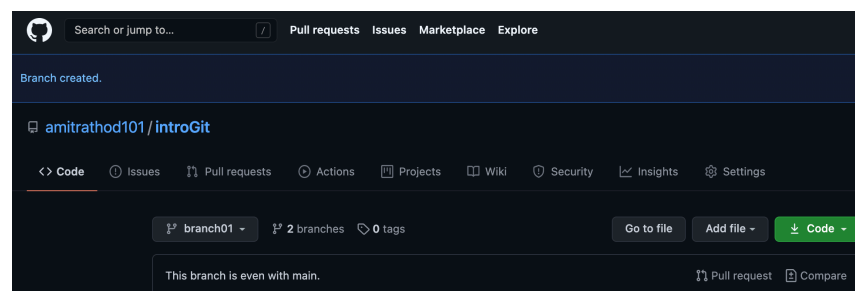 Search or jump to... / Pull requests Issues Marketplace Explore
Branch created.
amitrathod101 / introGit
<> Code Issues Pull requests Actions Projects Wiki Security Insights Settings
branch01 2 branches 0 tags Go to file Add file Code
This branch is even with main. Pull request Compare